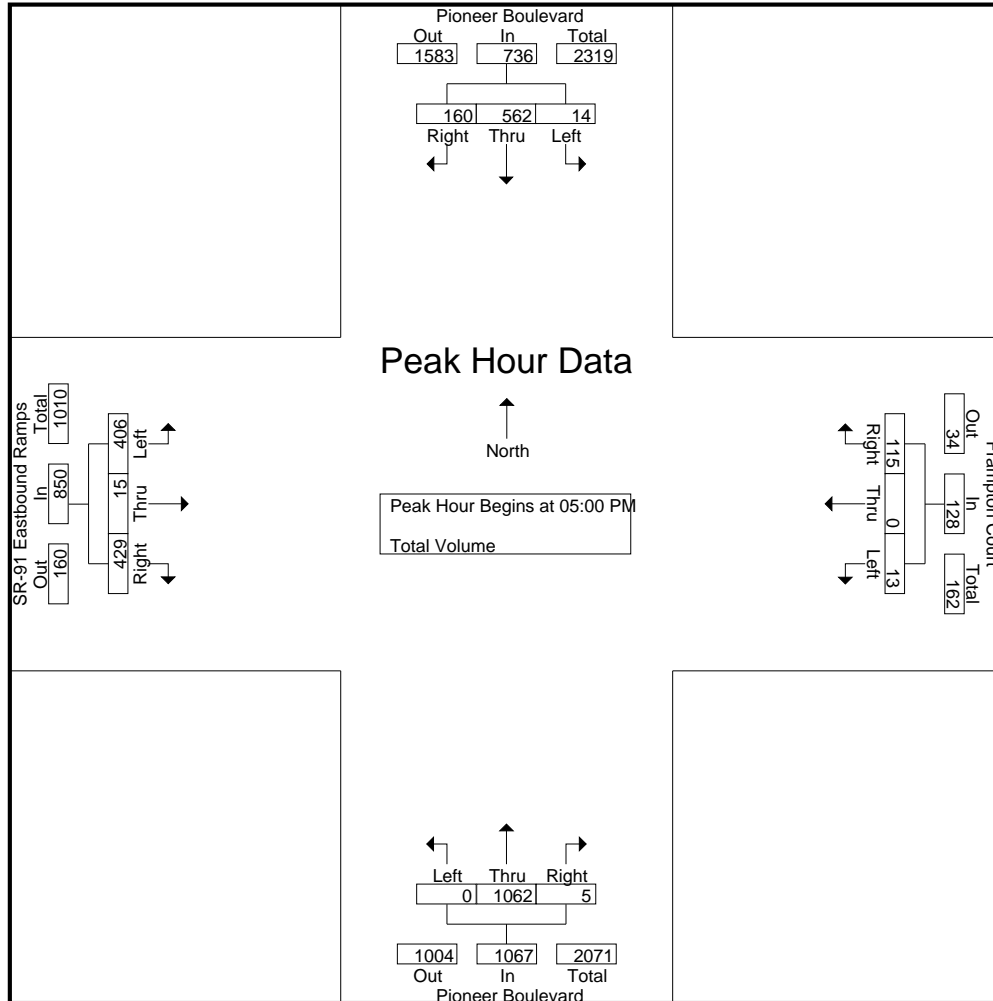 Pioneer Boulevard
Out In Total
1583 736 2319
160 562 14
Right Thru Left
Peak Hour Data
North
Peak Hour Begins at 05:00 PM
Total Volume
SR-91 Eastbound Ramps
Out In Total
160 850 1010
429 15 406
Right Thru Left
Frampton Court
Out In Total
34 128 162
115 0 13
Right Thru Left
Left Thru Right
0 1062 5
1004 1067 2071
Out In Total
Pioneer Boulevard